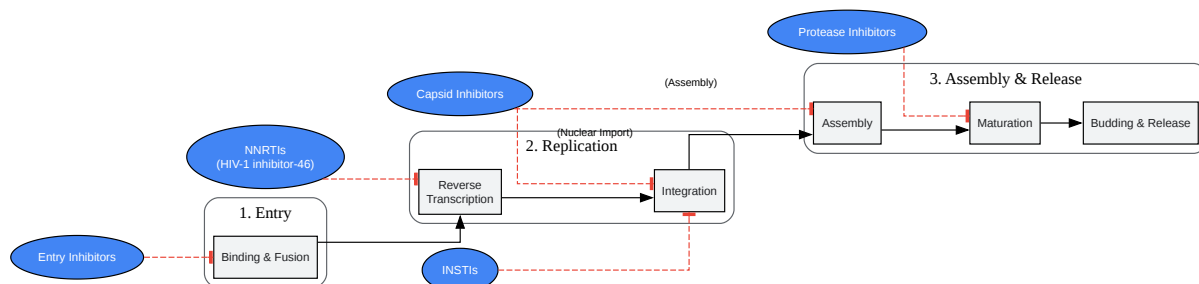 Protease Inhibitors
3. Assembly & Release
Capsid Inhibitors
(Assembly)
Assembly
Maturation
Budding & Release
(Nuclear Import)
2. Replication
NNRTIs
(HIV-1 inhibitor-46)
Reverse
Transcription
Integration
1. Entry
Binding & Fusion
Entry Inhibitors
INSTIs